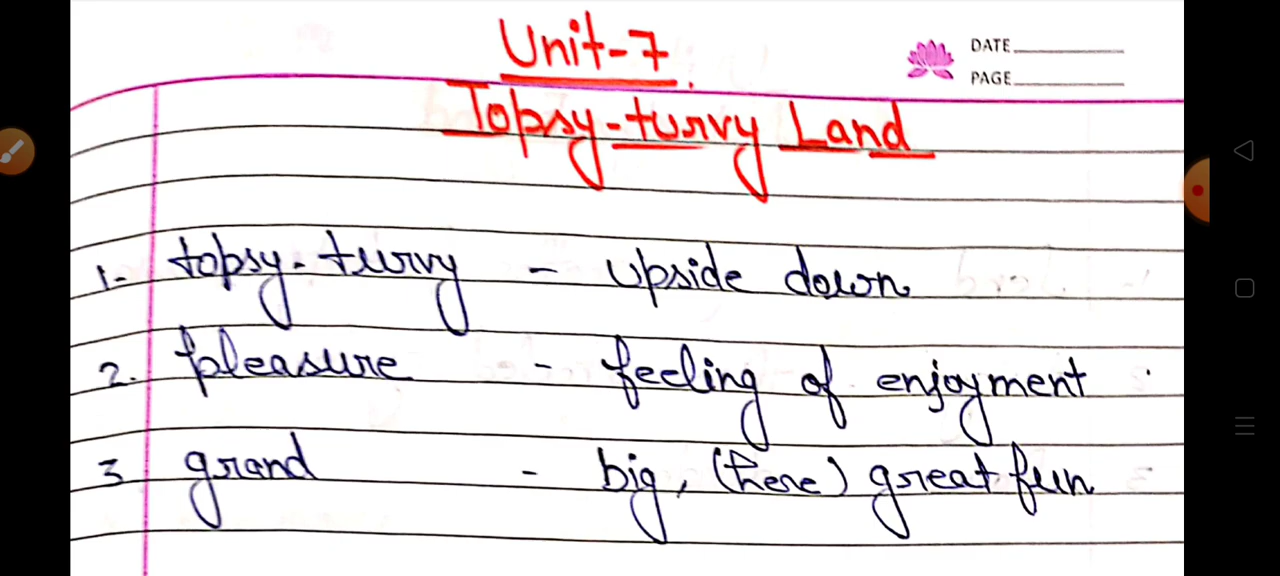 Unit-7
DATE
PAGE
Topsy-turvy Land
1- topsy-turvy - upside down
2. pleasure - feeling of enjoyment
3 grand - big, (here) great fun